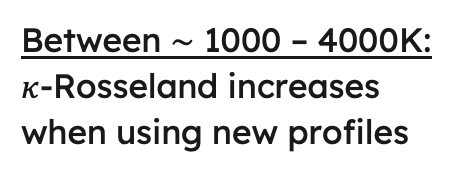 Between ~ 1000 – 4000K:
κ-Rosseland increases
when using new profiles